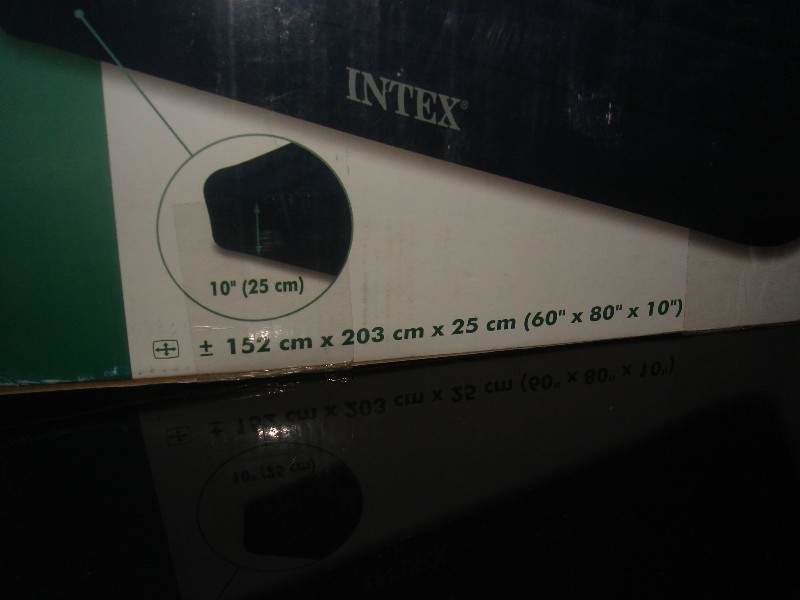 INTEX®
10" (25 cm)
± 152 cm x 203 cm x 25 cm (60" x 80" x 10")